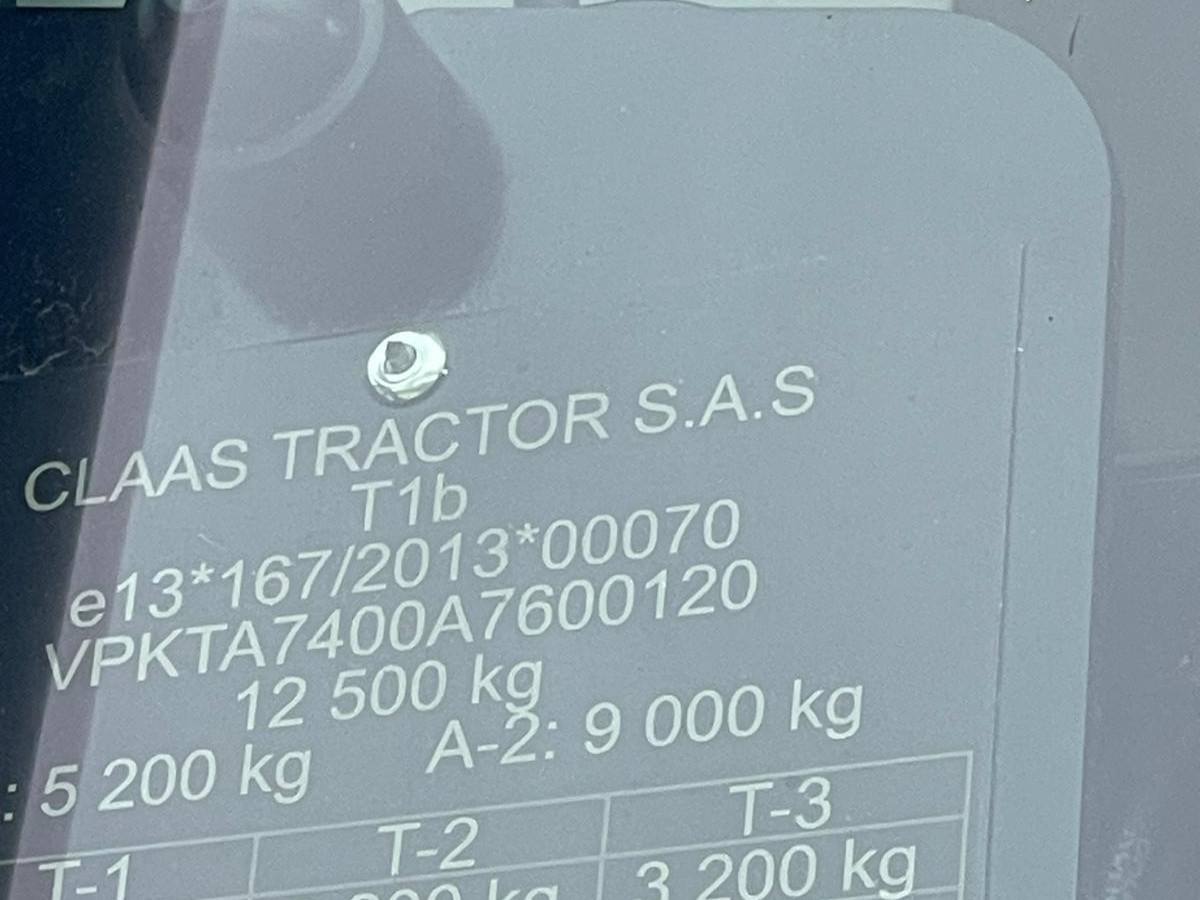 CLAAS TRACTOR S.A.S
T1b
e13*167/2013*00070
VPKTA7400A7600120
12 500 kg
: 5 200 kg A-2: 9 000 kg
T-1 T-2 T-3
kg 3 200 kg